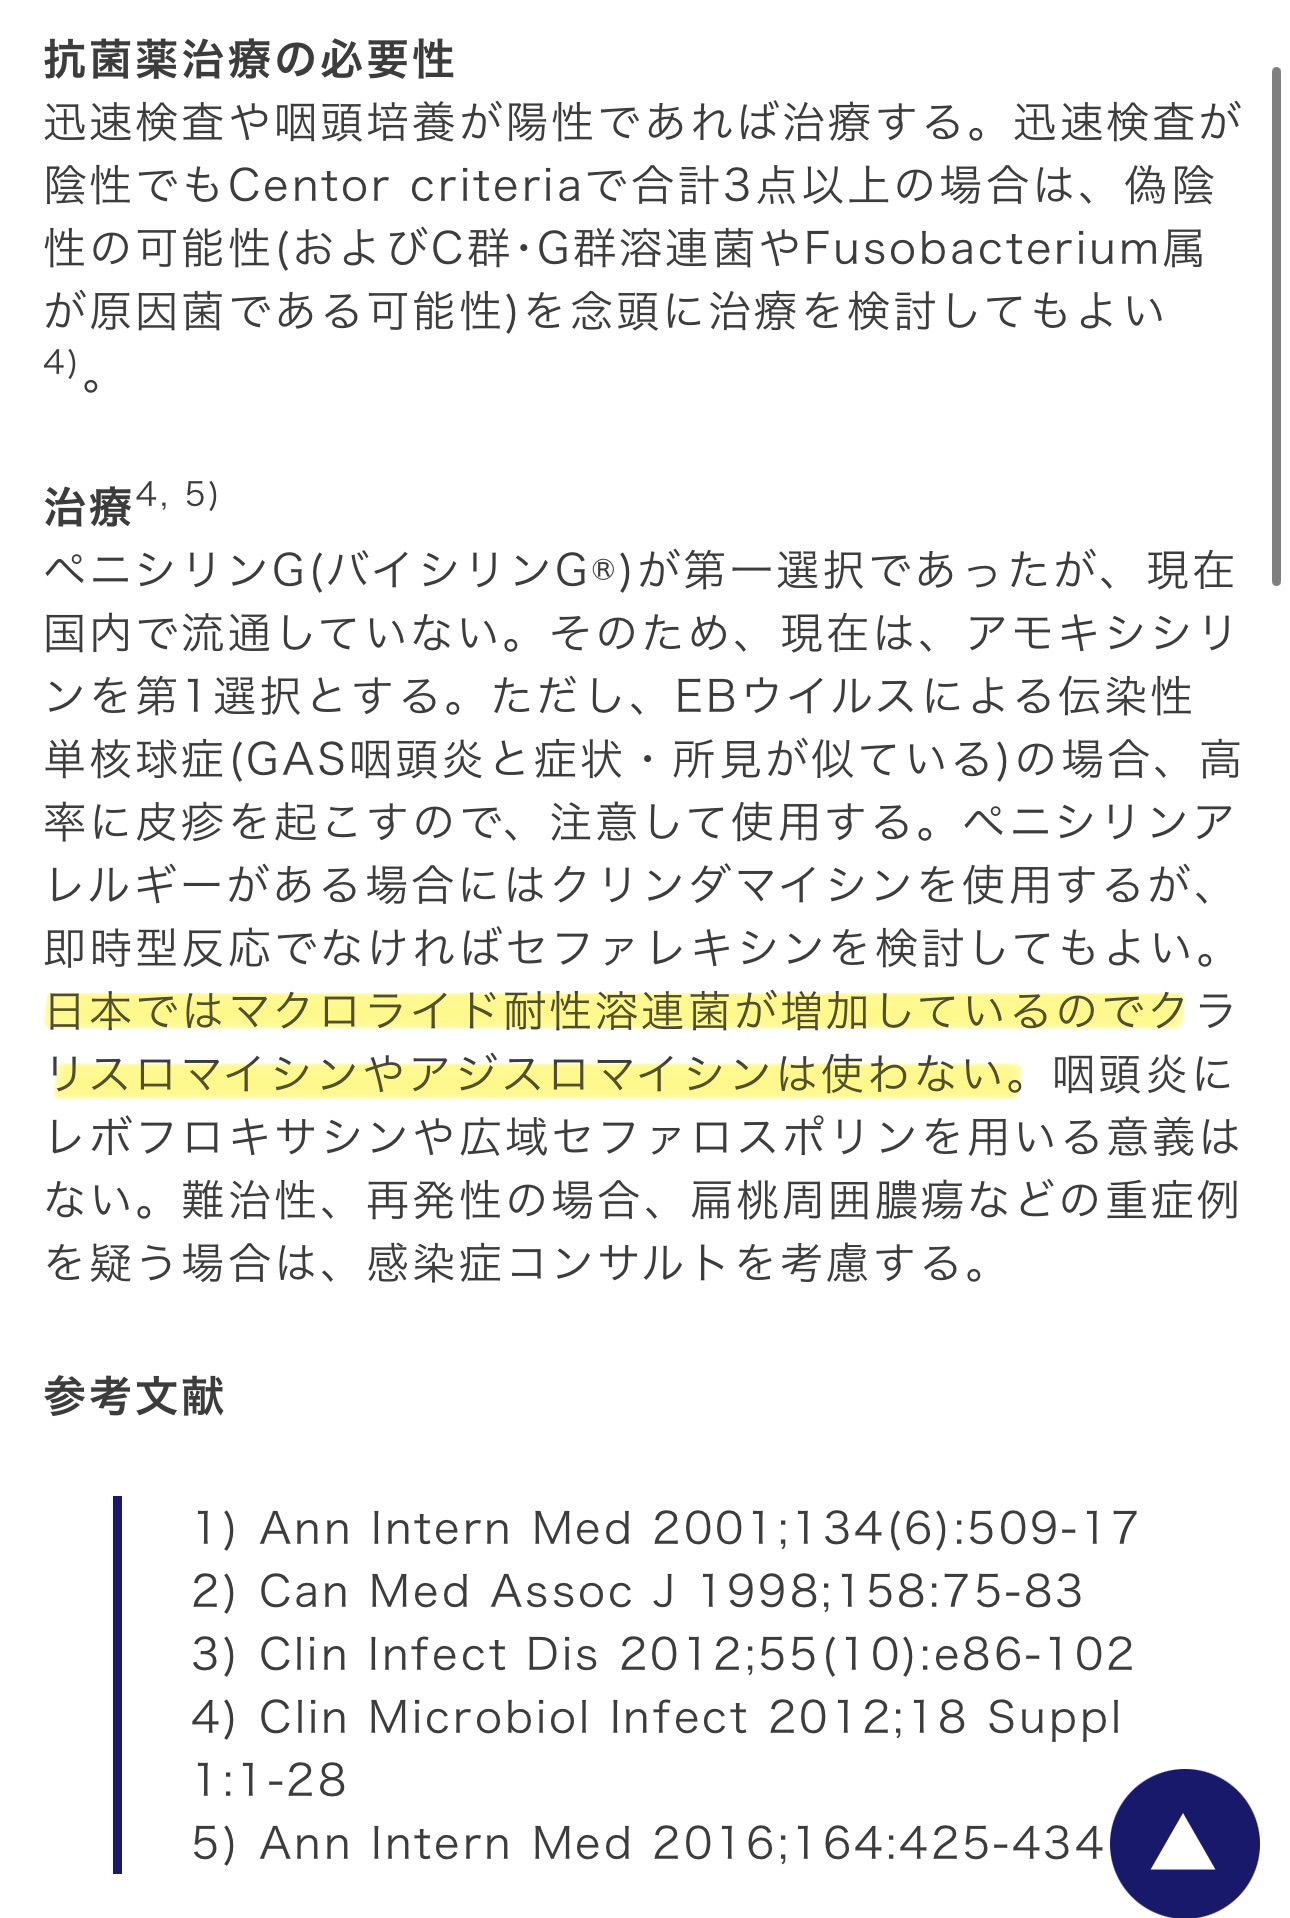 抗菌薬治療の必要性
迅速検査や咽頭培養が陽性であれば治療する。迅速検査が
陰性でもCentor criteriaで合計3点以上の場合は、偽陰
性の可能性(およびC群･G群溶連菌やFusobacterium属
が原因菌である可能性)を念頭に治療を検討してもよい
4)。
治療4, 5)
ペニシリンG(バイシリンG®)が第一選択であったが、現在
国内で流通していない。そのため、現在は、アモキシシリ
ンを第1選択とする。ただし、EBウイルスによる伝染性
単核球症(GAS咽頭炎と症状・所見が似ている)の場合、高
率に皮疹を起こすので、注意して使用する。ペニシリンア
レルギーがある場合にはクリンダマイシンを使用するが、
即時型反応でなければセファレキシンを検討してもよい。
日本ではマクロライド耐性溶連菌が増加しているのでクラ
リスロマイシンやアジスロマイシンは使わない。咽頭炎に
レボフロキサシンや広域セファロスポリンを用いる意義は
ない。難治性、再発性の場合、扁桃周囲膿瘍などの重症例
を疑う場合は、感染症コンサルトを考慮する。
参考文献
1) Ann Intern Med 2001;134(6):509-17
2) Can Med Assoc J 1998;158:75-83
3) Clin Infect Dis 2012;55(10):e86-102
4) Clin Microbiol Infect 2012;18 Suppl
1:1-28
5) Ann Intern Med 2016;164:425-434